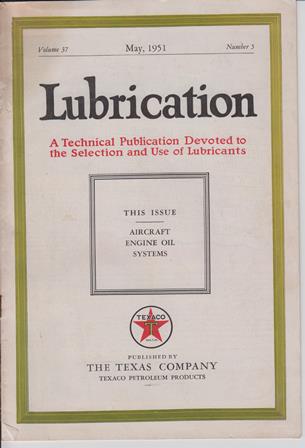 Volume 37 May, 1951 Number 5
Lubrication
A Technical Publication Devoted to
the Selection and Use of Lubricants
THIS ISSUE
AIRCRAFT
ENGINE OIL
SYSTEMS
TEXACO
T
PUBLISHED BY
THE TEXAS COMPANY
TEXACO PETROLEUM PRODUCTS